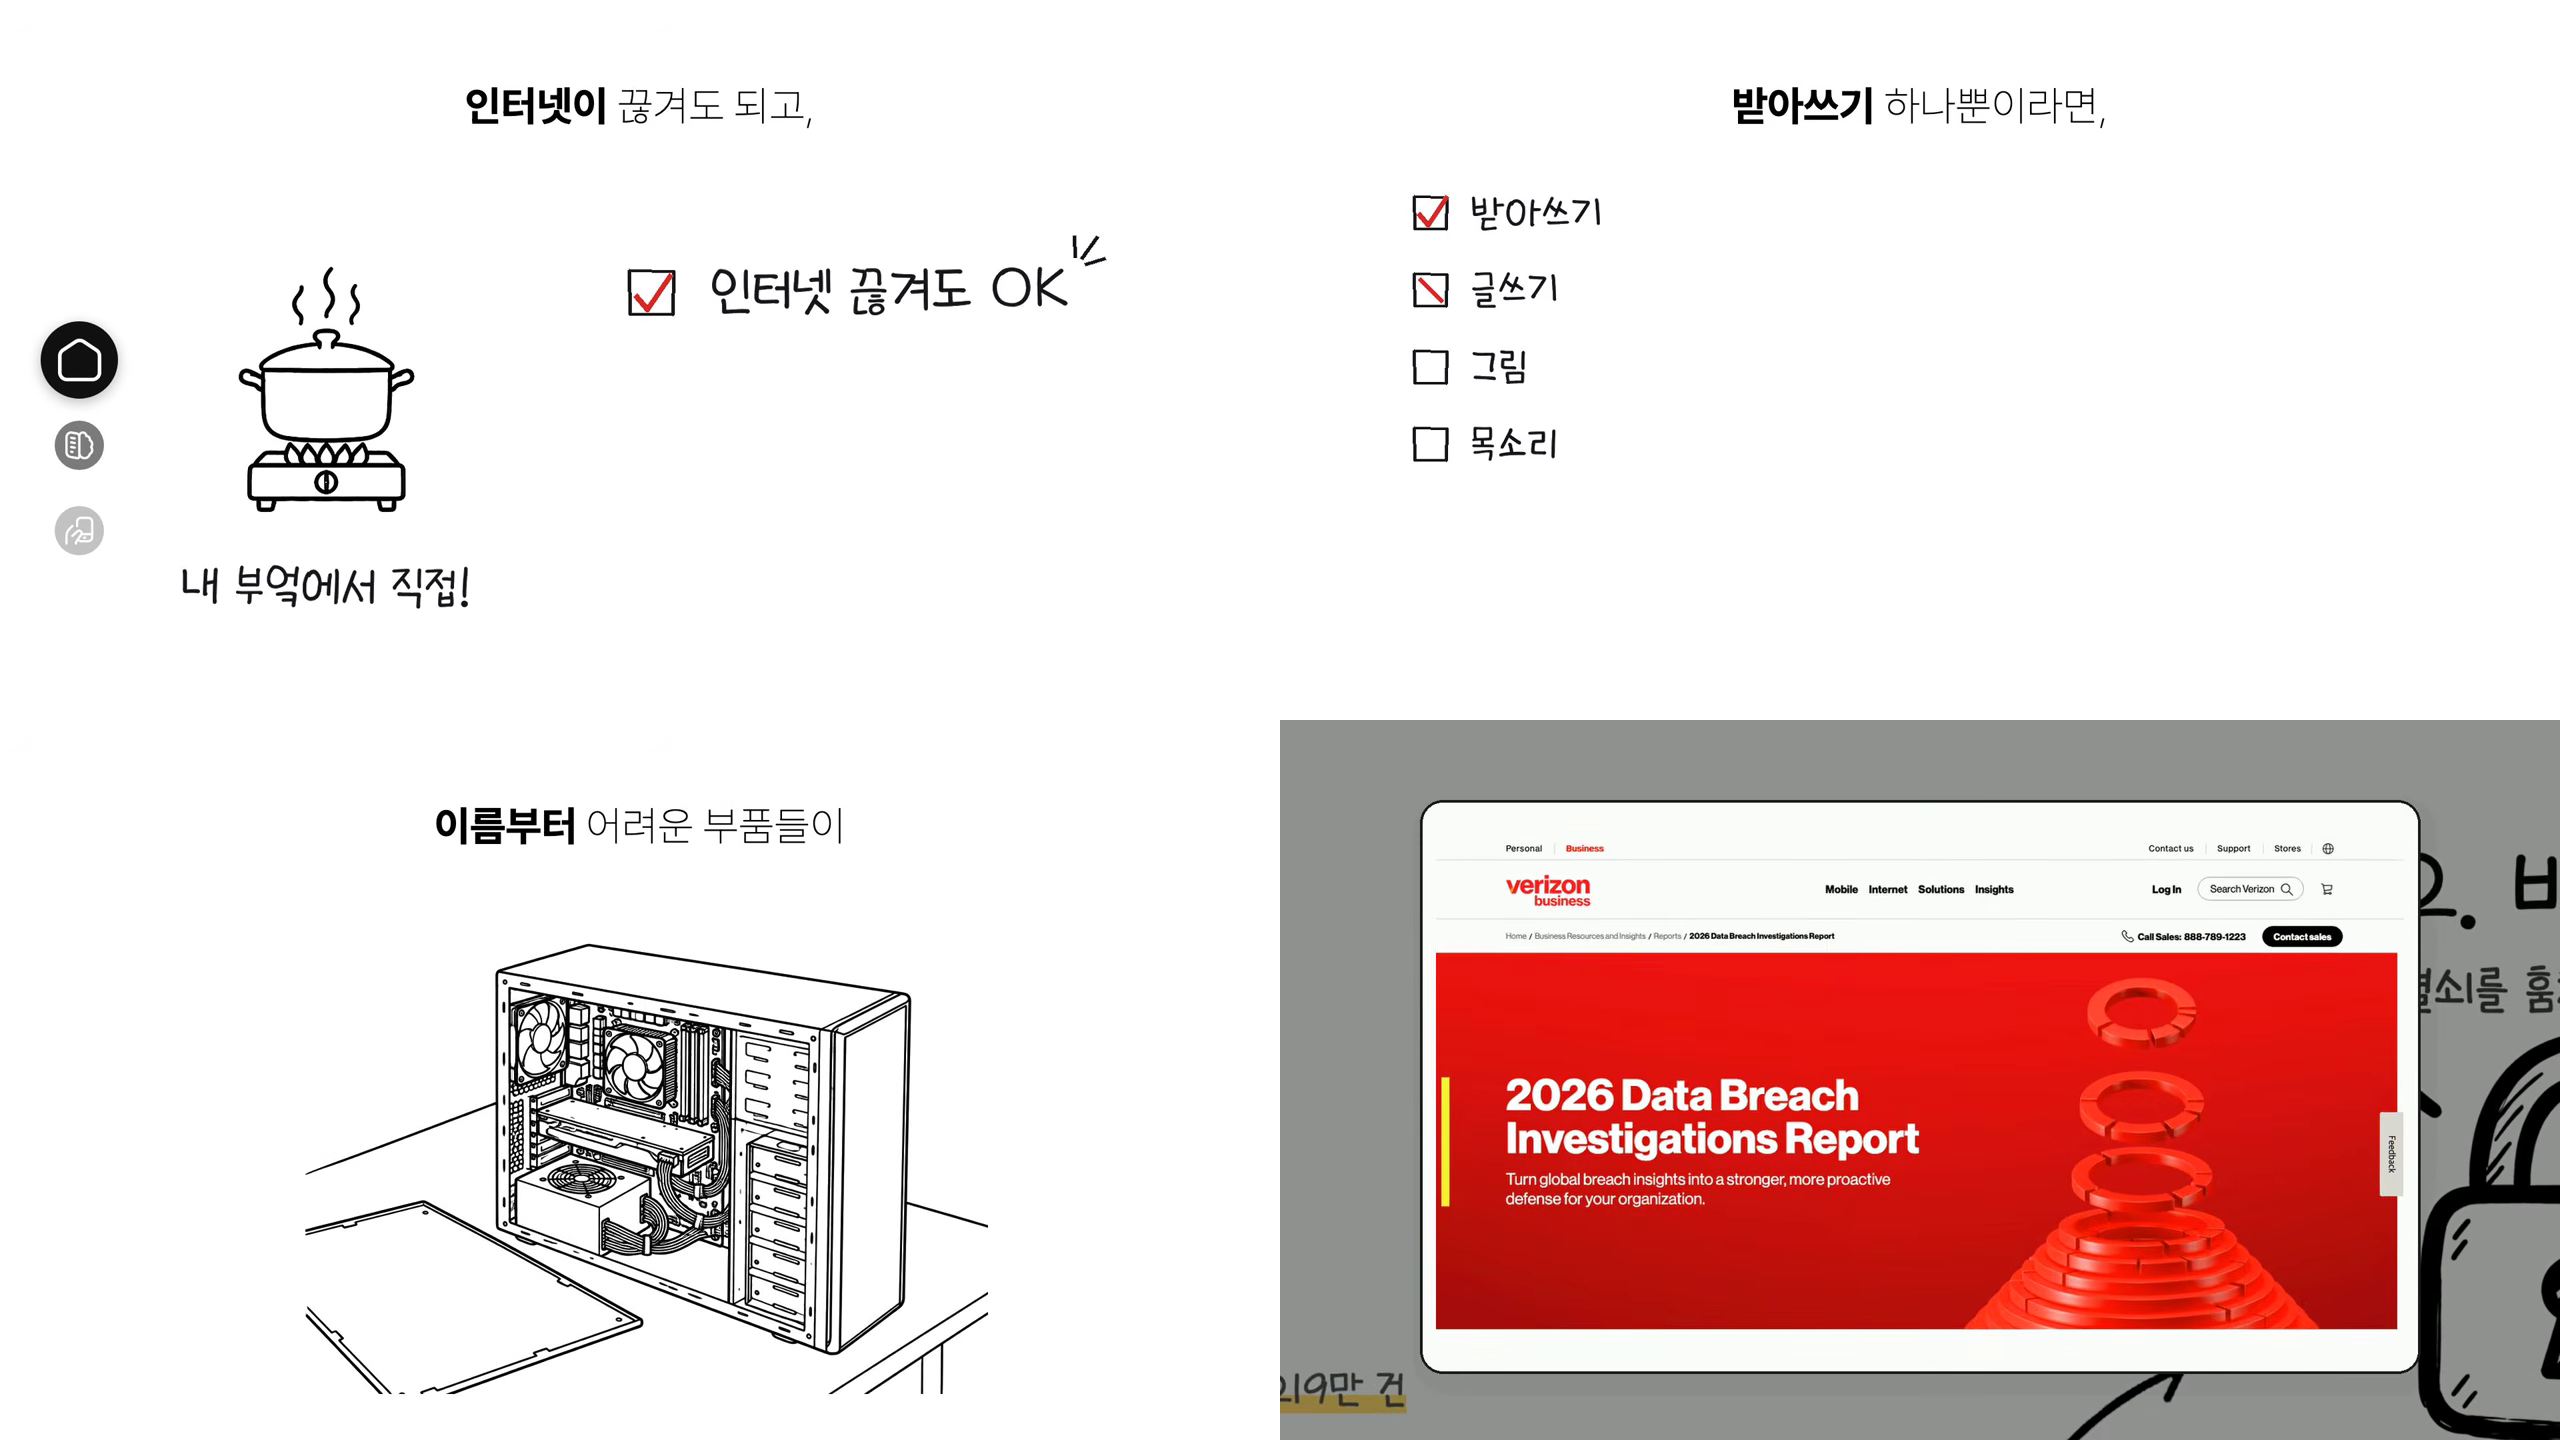 인터넷이 끊겨도 되고,
인터넷 끊겨도 OK
내 부엌에서 직접!
받아쓰기 하나뿐이라면,
받아쓰기
글쓰기
그림
목소리
이름부터 어려운 부품들이
Personal Business Contact us Support Stores
verizon business
Mobile Internet Solutions Insights Log In Search Verizon
Home / Business Resources and Insights / Reports / 2026 Data Breach Investigations Report Call Sales: 888-789-1223 Contact sales
2026 Data Breach
Investigations Report
Turn global breach insights into a stronger, more proactive
defense for your organization.
Feedback
219만 건